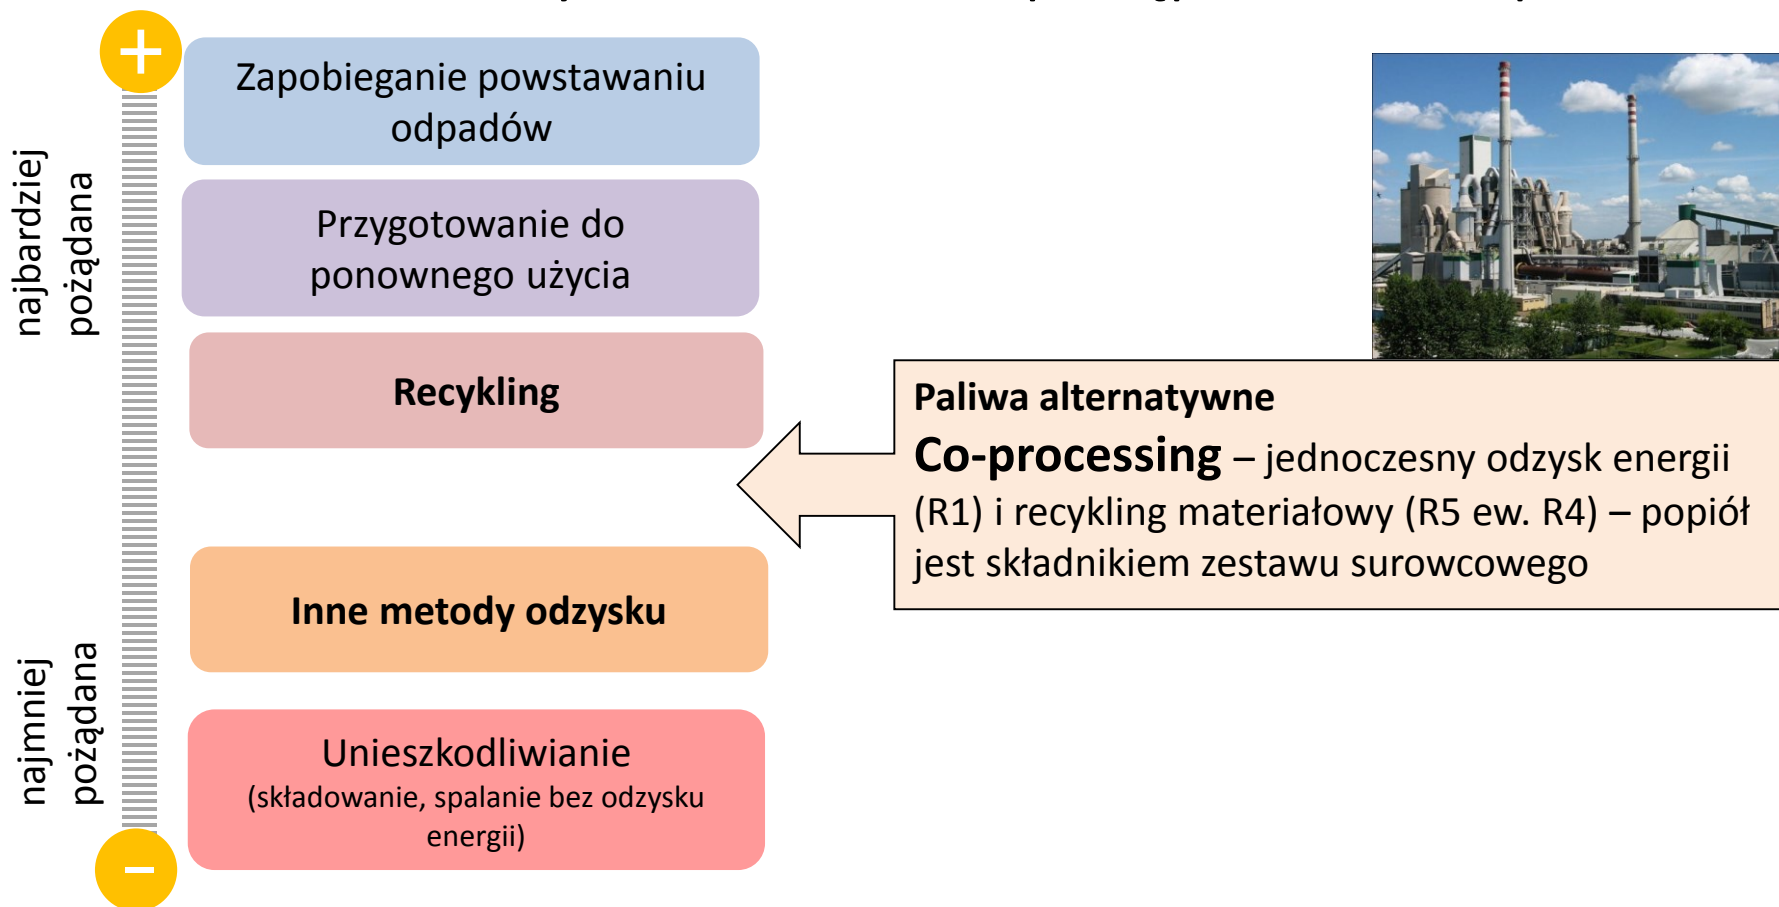 +
Zapobieganie powstawaniu
odpadów
najbardziej
pożądana
Przygotowanie do
ponownego użycia
Recykling
Paliwa alternatywne
Co-processing – jednoczesny odzysk energii
(R1) i recykling materiałowy (R5 ew. R4) – popiół
jest składnikiem zestawu surowcowego
Inne metody odzysku
najmniej
pożądana
Unieszkodliwianie
(składowanie, spalanie bez odzysku
energii)
-